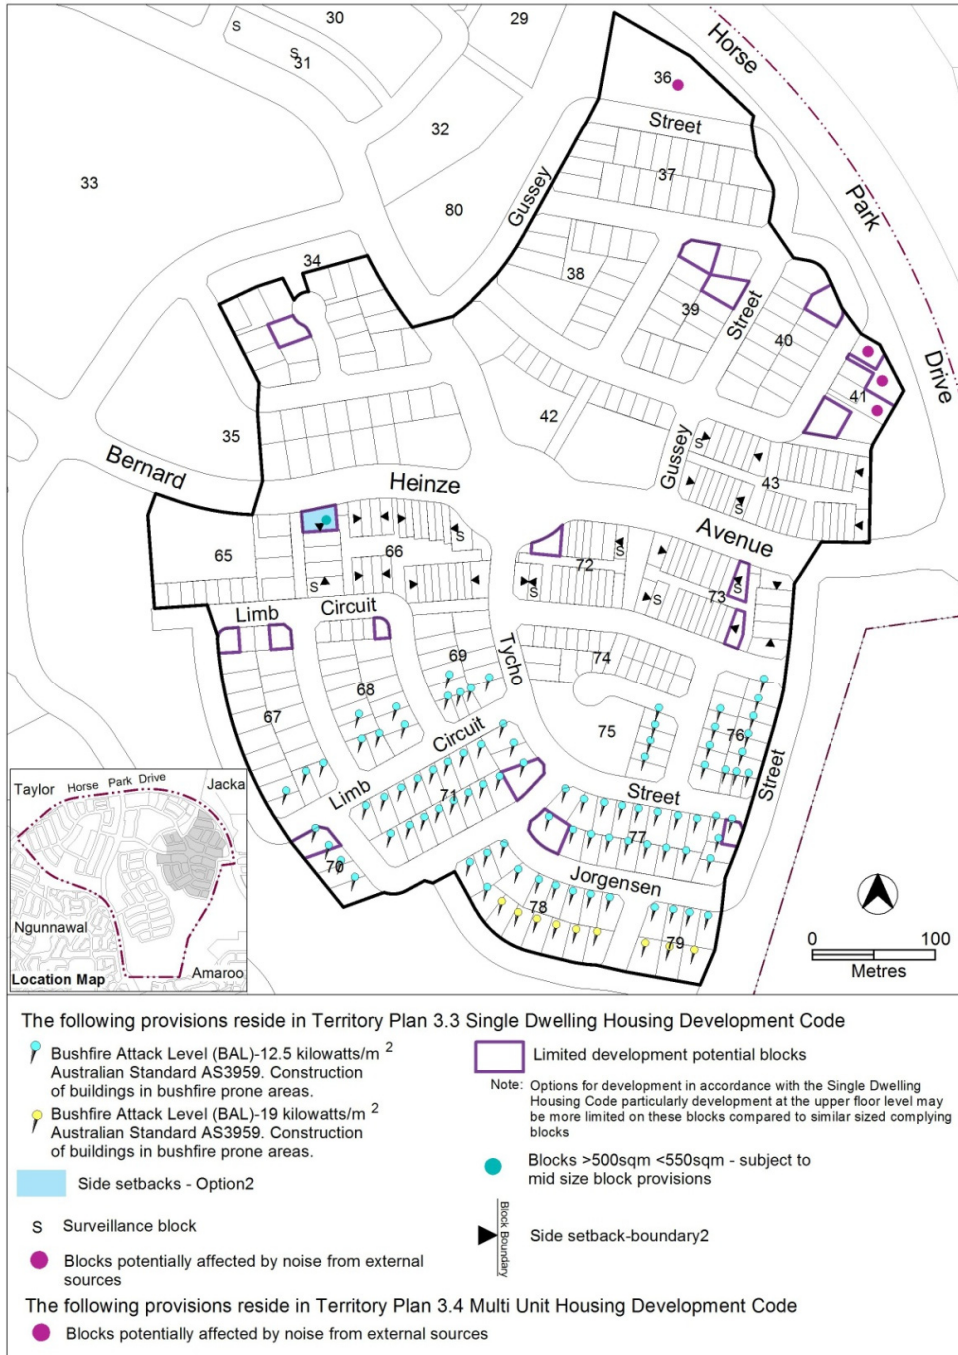 30
29
S
S
31
Horse
36
32
Street
33
37
Gussey
Park
80
34
38
39
Street
40
Drive
41
42
35
Gussey
S
43
Bernard
Heinze
S
Avenue
65
66
S
72
S
S
73
S
S
S
Limb
Circuit
Tycho
69
74
68
67
75
76
Circuit
Street
Street
Taylor
Horse Park Drive
Jacka
Limb
71
77
70
Jorgensen
78
79
Ngunnawal
0
100
Metres
Amaroo
Location Map
The following provisions reside in Territory Plan 3.3 Single Dwelling Housing Development Code
Bushfire Attack Level (BAL)-12.5 kilowatts/m 2
Australian Standard AS3959. Construction
of buildings in bushfire prone areas.
Bushfire Attack Level (BAL)-19 kilowatts/m 2
Australian Standard AS3959. Construction
of buildings in bushfire prone areas.
Side setbacks - Option2
S Surveillance block
Blocks potentially affected by noise from external
sources
Limited development potential blocks
Note: Options for development in accordance with the Single Dwelling
Housing Code particularly development at the upper floor level may
be more limited on these blocks compared to similar sized complying
blocks
Blocks >500sqm <550sqm - subject to
mid size block provisions
Block Boundary
Side setback-boundary2
The following provisions reside in Territory Plan 3.4 Multi Unit Housing Development Code
Blocks potentially affected by noise from external sources